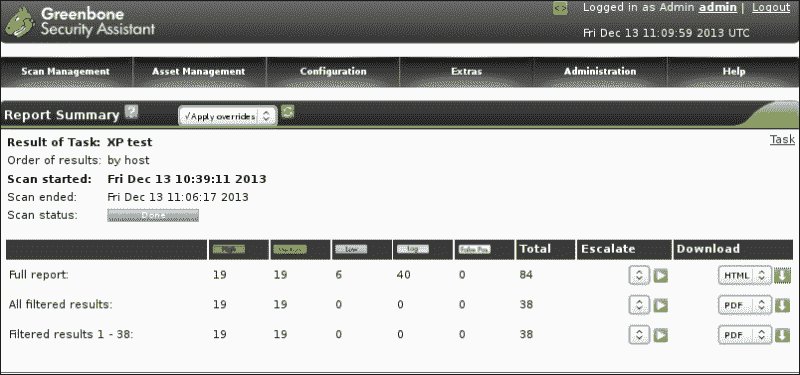 Greenbone
Security Assistant
Logged in as Admin admin | Logout
Fri Dec 13 11:09:59 2013 UTC
Scan Management Asset Management Configuration Extras Administration Help
Report Summary ? √Apply overrides
Result of Task: XP test Task
Order of results: by host
Scan started: Fri Dec 13 10:39:11 2013
Scan ended: Fri Dec 13 11:06:17 2013
Scan status: Done
High Medium Low Log False Pos. Total Escalate Download
Full report: 19 19 6 40 0 84 HTML
All filtered results: 19 19 0 0 0 38 PDF
Filtered results 1 - 38: 19 19 0 0 0 38 PDF